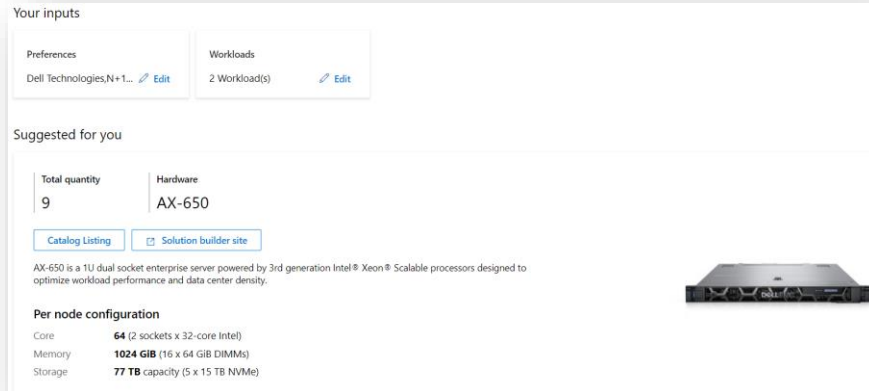 Your inputs
Preferences
Workloads
Dell Technologies,N+1... Edit
2 Workload(s) Edit
Suggested for you
Total quantity
Hardware
9
AX-650
Catalog Listing
Solution builder site
AX-650 is a 1U dual socket enterprise server powered by 3rd generation Intel® Xeon® Scalable processors designed to
optimize workload performance and data center density.
Per node configuration
Core 64 (2 sockets x 32-core Intel)
Memory 1024 GiB (16 x 64 GiB DIMMs)
Storage 77 TB capacity (5 x 15 TB NVMe)